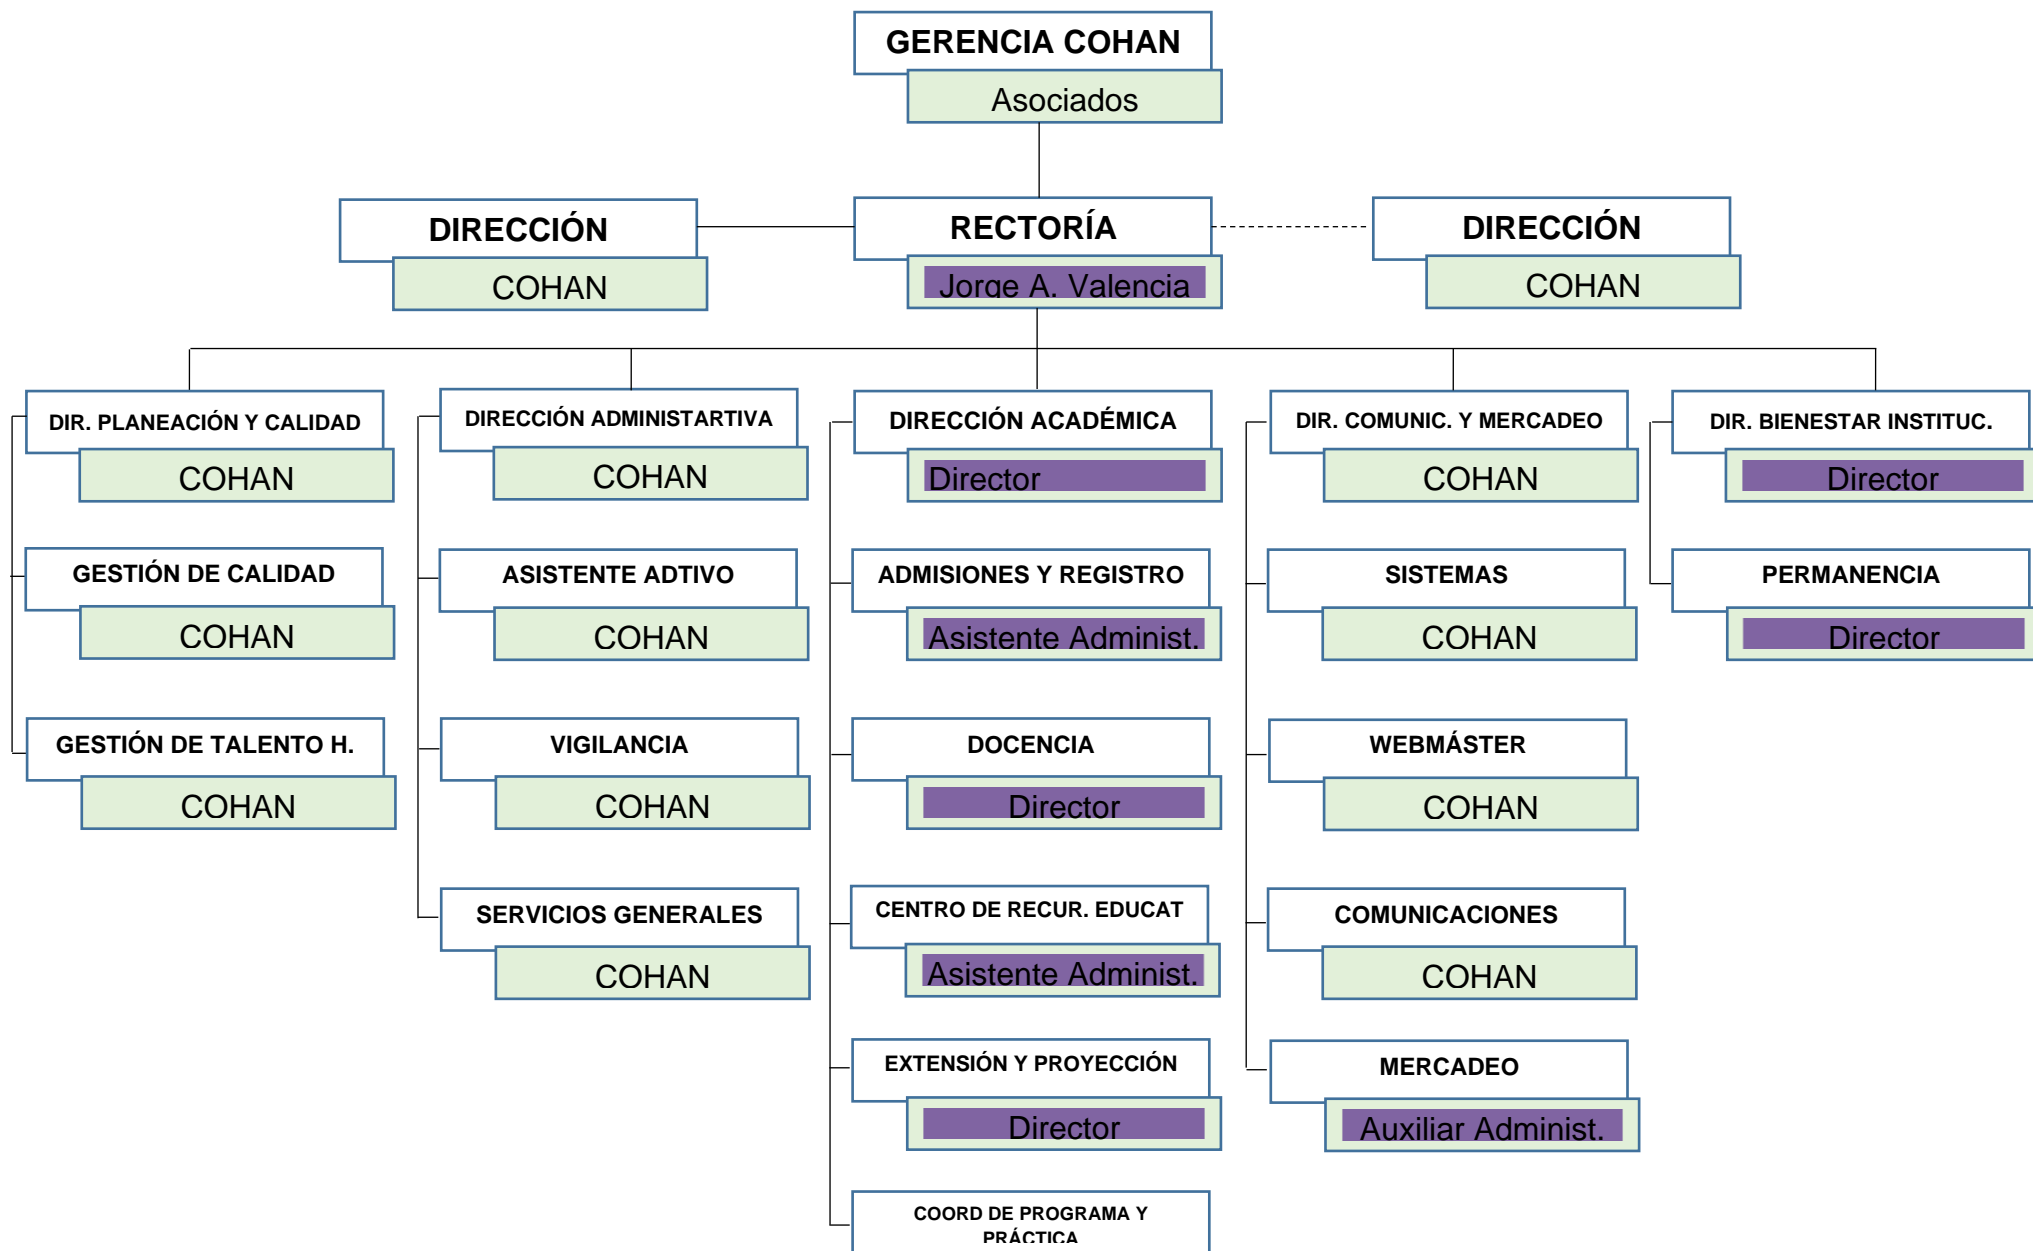 GERENCIA COHAN
Asociados
DIRECCIÓN
COHAN
RECTORÍA
Jorge A. Valencia
DIRECCIÓN
COHAN
DIR. PLANEACIÓN Y CALIDAD
COHAN
GESTIÓN DE CALIDAD
COHAN
GESTIÓN DE TALENTO H.
COHAN
DIRECCIÓN ADMINISTARTIVA
COHAN
ASISTENTE ADTIVO
COHAN
VIGILANCIA
COHAN
SERVICIOS GENERALES
COHAN
DIRECCIÓN ACADÉMICA
Director
ADMISIONES Y REGISTRO
Asistente Administ.
DOCENCIA
Director
CENTRO DE RECUR. EDUCAT
Asistente Administ.
EXTENSIÓN Y PROYECCIÓN
Director
COORD DE PROGRAMA Y
PRÁCTICA
DIR. COMUNIC. Y MERCADEO
COHAN
SISTEMAS
COHAN
WEBMÁSTER
COHAN
COMUNICACIONES
COHAN
MERCADEO
Auxiliar Administ.
DIR. BIENESTAR INSTITUC.
Director
PERMANENCIA
Director